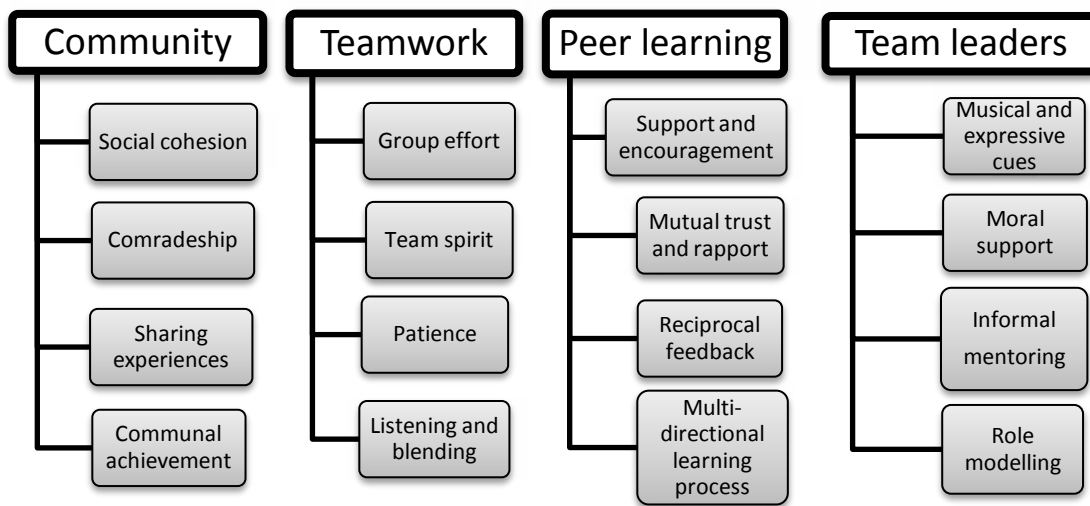 Community
Social cohesion
Comradeship
Sharing
experiences
Communal
achievement
Teamwork
Group effort
Team spirit
Patience
Listening and
blending
Peer learning
Support and
encouragement
Mutual trust
and rapport
Reciprocal
feedback
Multi-
directional
learning
process
Team leaders
Musical and
expressive
cues
Moral
support
Informal
mentoring
Role
modelling